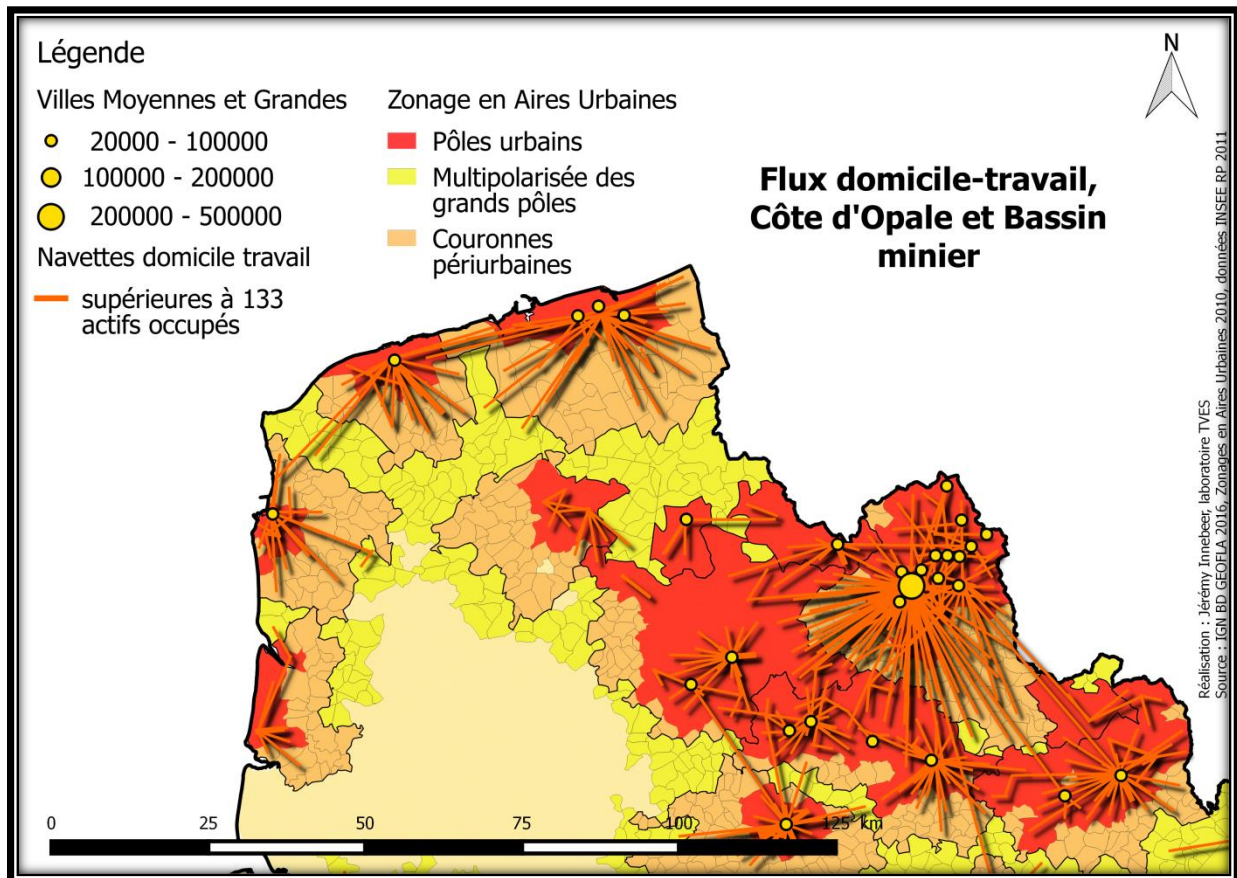 Légende
Villes Moyennes et Grandes
20000 - 100000
100000 - 200000
200000 - 500000
Navettes domicile travail
supérieures à 133
actifs occupés
Zonage en Aires Urbaines
Pôles urbains
Multipolarisée des
grands pôles
Couronnes
périurbaines
N
Flux domicile-travail,
Côte d'Opale et Bassin
minier
Réalisation : Jérémy Innebeer, laboratoire TVES
Source : IGN BD GEOFLA 2016, Zonages en Aires Urbaines 2010, données INSEE RP 2011
0 25 50 75 100 125 km